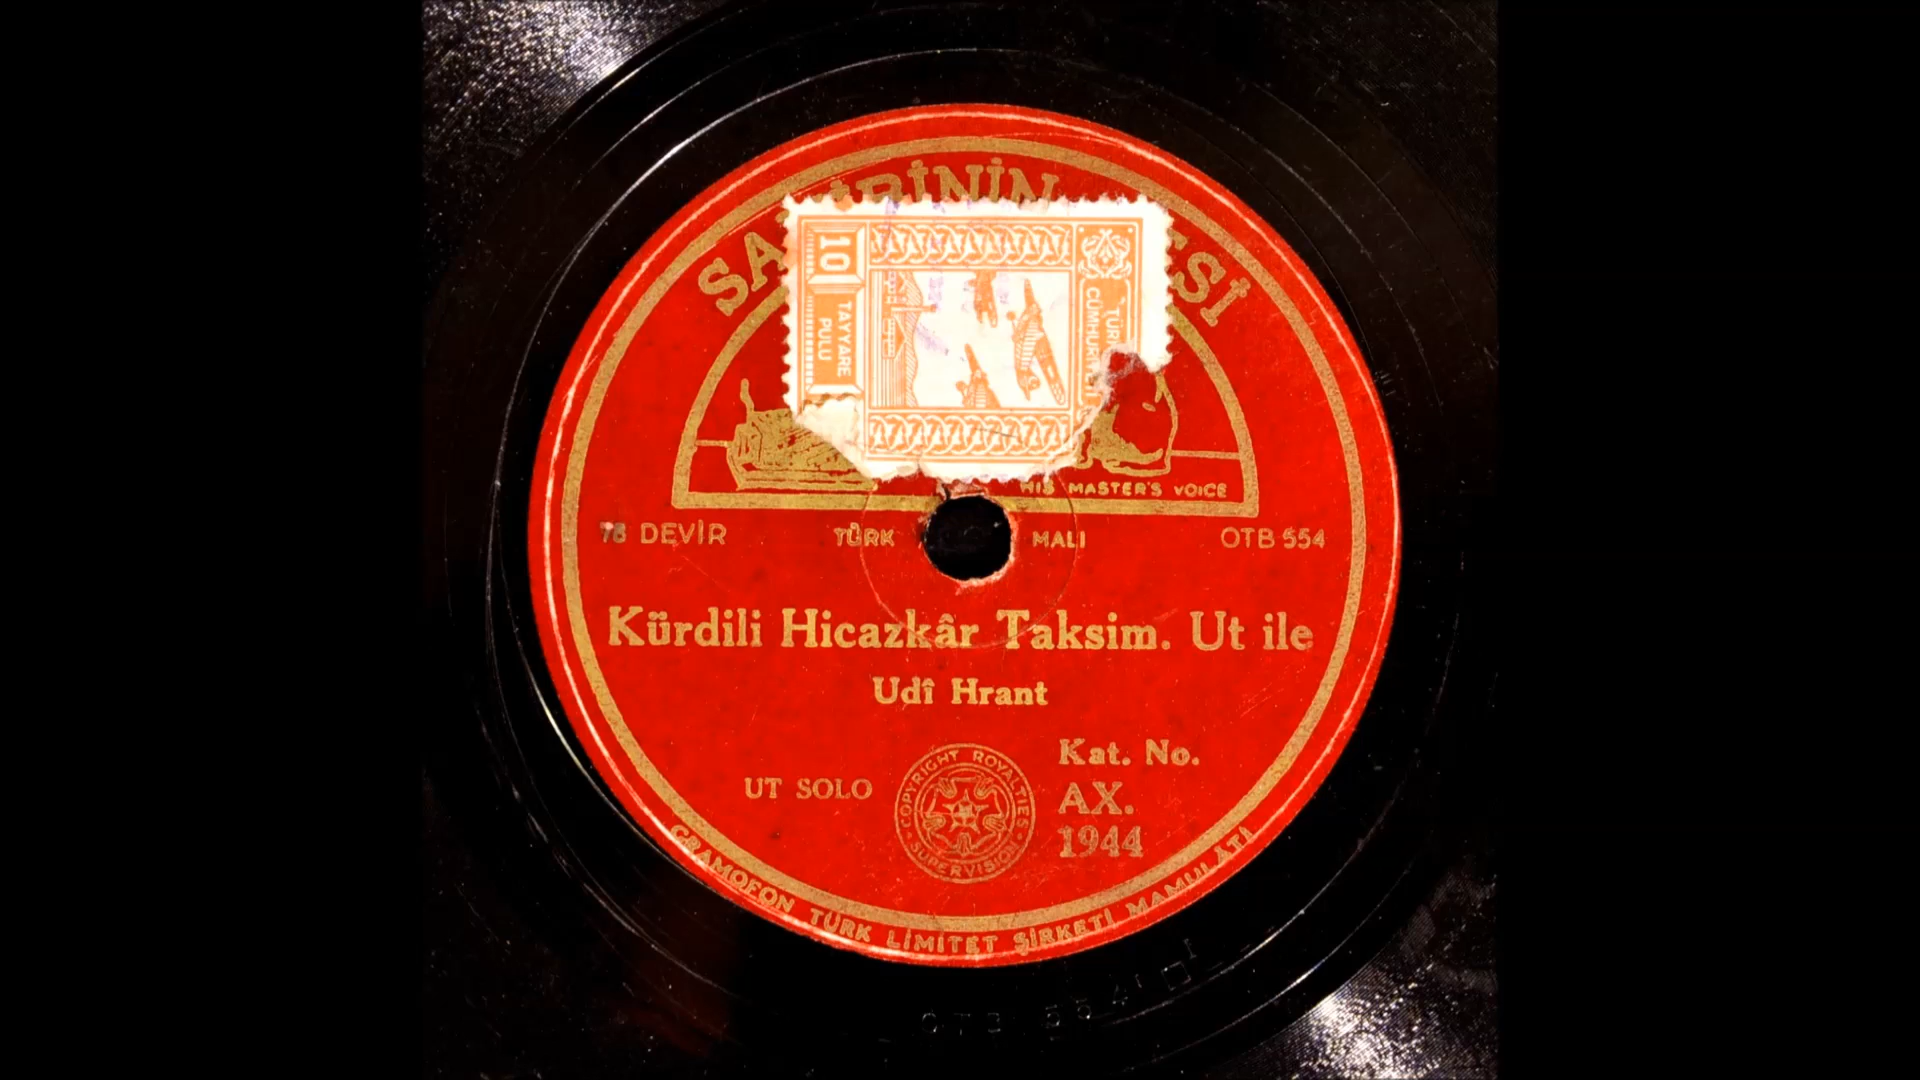 10
TAYYARE
PULU
HIS MASTER'S VOICE
78 DEVİR
TÜRK MALI
OTB 554
Kürdili Hicazkâr Taksim. Ut ile
Udî Hrant
UT SOLO
COPYRIGHT ROYALTIES · SUPERVISION ·
Kat. No.
AX.
1944
GRAMOFON TÜRK LİMİTET ŞİRKETİ MAMULÂTI